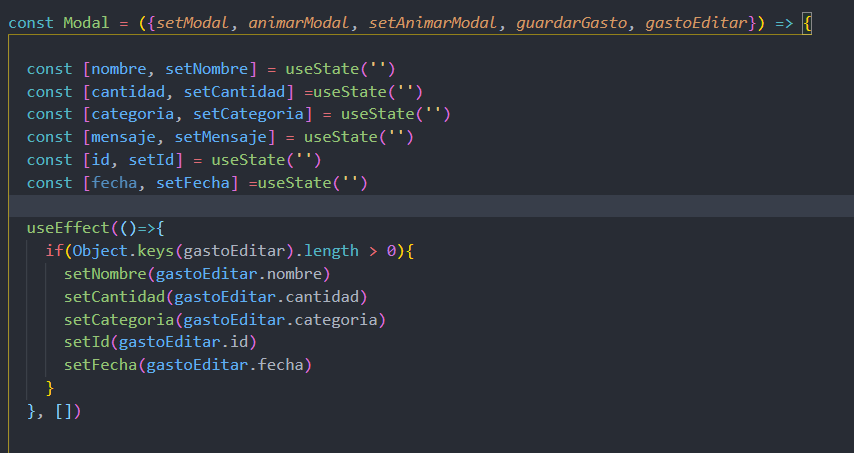 const Modal = ({setModal, animarModal, setAnimarModal, guardarGasto, gastoEditar}) => {
const [nombre, setNombre] = useState('')
const [cantidad, setCantidad] =useState('')
const [categoria, setCategoria] = useState('')
const [mensaje, setMensaje] = useState('')
const [id, setId] = useState('')
const [fecha, setFecha] =useState('')
useEffect(()=>{
if(Object.keys(gastoEditar).length > 0){
setNombre(gastoEditar.nombre)
setCantidad(gastoEditar.cantidad)
setCategoria(gastoEditar.categoria)
setId(gastoEditar.id)
setFecha(gastoEditar.fecha)
}
}, [])